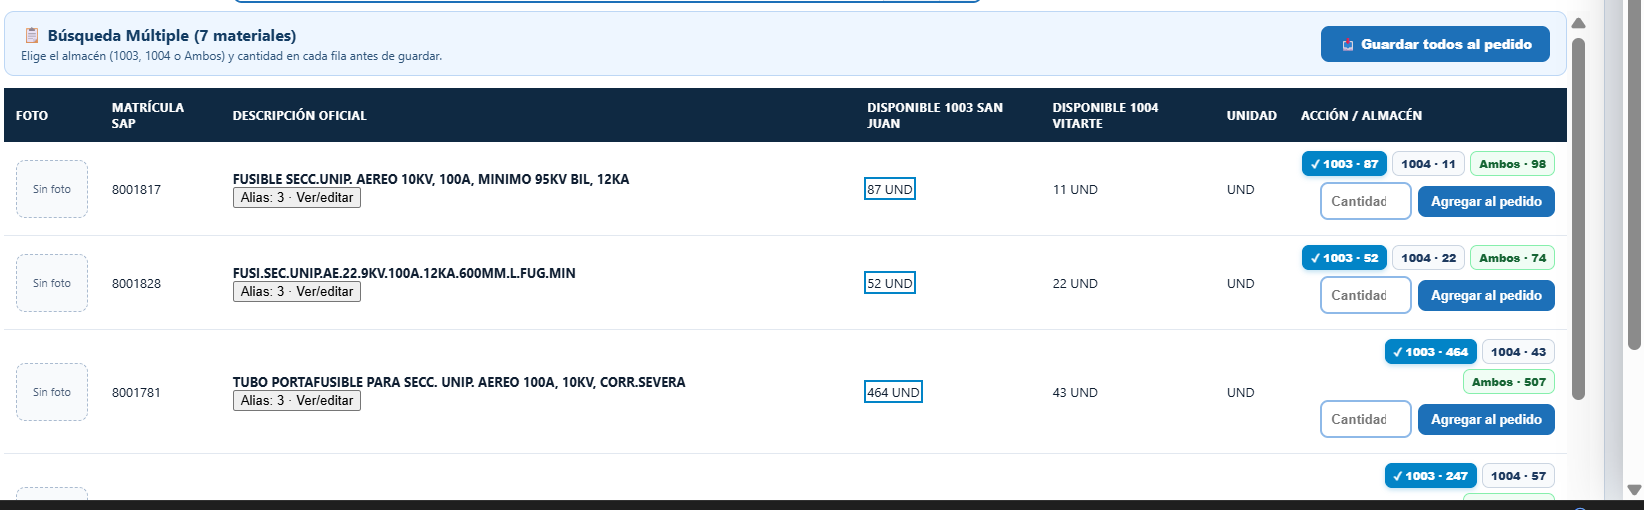 Búsqueda Múltiple (7 materiales)
Elige el almacén (1003, 1004 o Ambos) y cantidad en cada fila antes de guardar.
Guardar todos al pedido
FOTO
MATRÍCULA SAP
DESCRIPCIÓN OFICIAL
DISPONIBLE 1003 SAN JUAN
DISPONIBLE 1004 VITARTE
UNIDAD
ACCIÓN / ALMACÉN
Sin foto
8001817
FUSIBLE SECC.UNIP. AEREO 10KV, 100A, MINIMO 95KV BIL, 12KA
Alias: 3 · Ver/editar
87 UND
11 UND
UND
✓ 1003 · 87
1004 · 11
Ambos · 98
Cantidad
Agregar al pedido
Sin foto
8001828
FUSI.SEC.UNIP.AE.22.9KV.100A.12KA.600MM.L.FUG.MIN
Alias: 3 · Ver/editar
52 UND
22 UND
UND
✓ 1003 · 52
1004 · 22
Ambos · 74
Cantidad
Agregar al pedido
Sin foto
8001781
TUBO PORTAFUSIBLE PARA SECC. UNIP. AEREO 100A, 10KV, CORR.SEVERA
Alias: 3 · Ver/editar
464 UND
43 UND
UND
✓ 1003 · 464
1004 · 43
Ambos · 507
Cantidad
Agregar al pedido
✓ 1003 · 247
1004 · 57